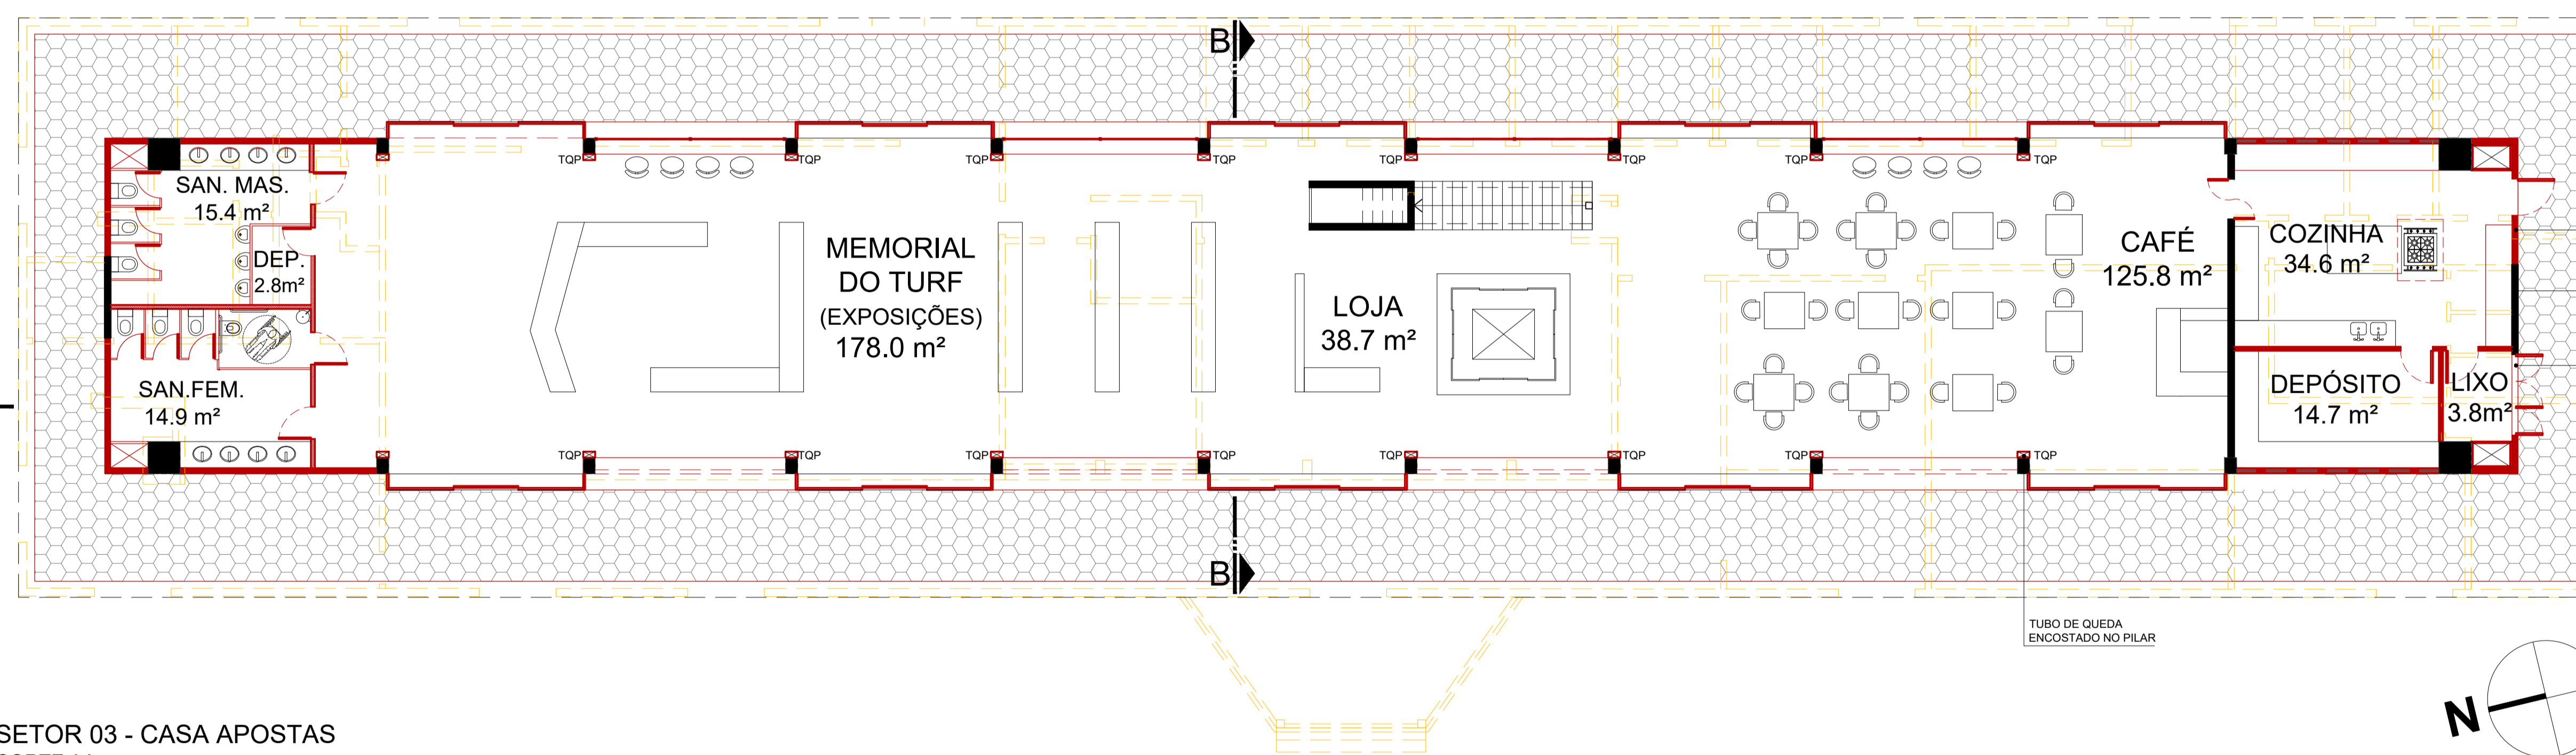 B
TQP TQP TQP TQP TQP TQP TQP TQP
SAN. MAS.
15.4 m²
DEP.
2.8m²
SAN.FEM.
14.9 m²
MEMORIAL
DO TURF
(EXPOSIÇÕES)
178.0 m²
LOJA
38.7 m²
CAFÉ
125.8 m²
COZINHA
34.6 m²
DEPÓSITO
14.7 m²
LIXO
3.8m²
TQP TQP TQP TQP TQP TQP TQP TQP
B
TUBO DE QUEDA
ENCOSTADO NO PILAR
N
SETOR 03 - CASA APOSTAS